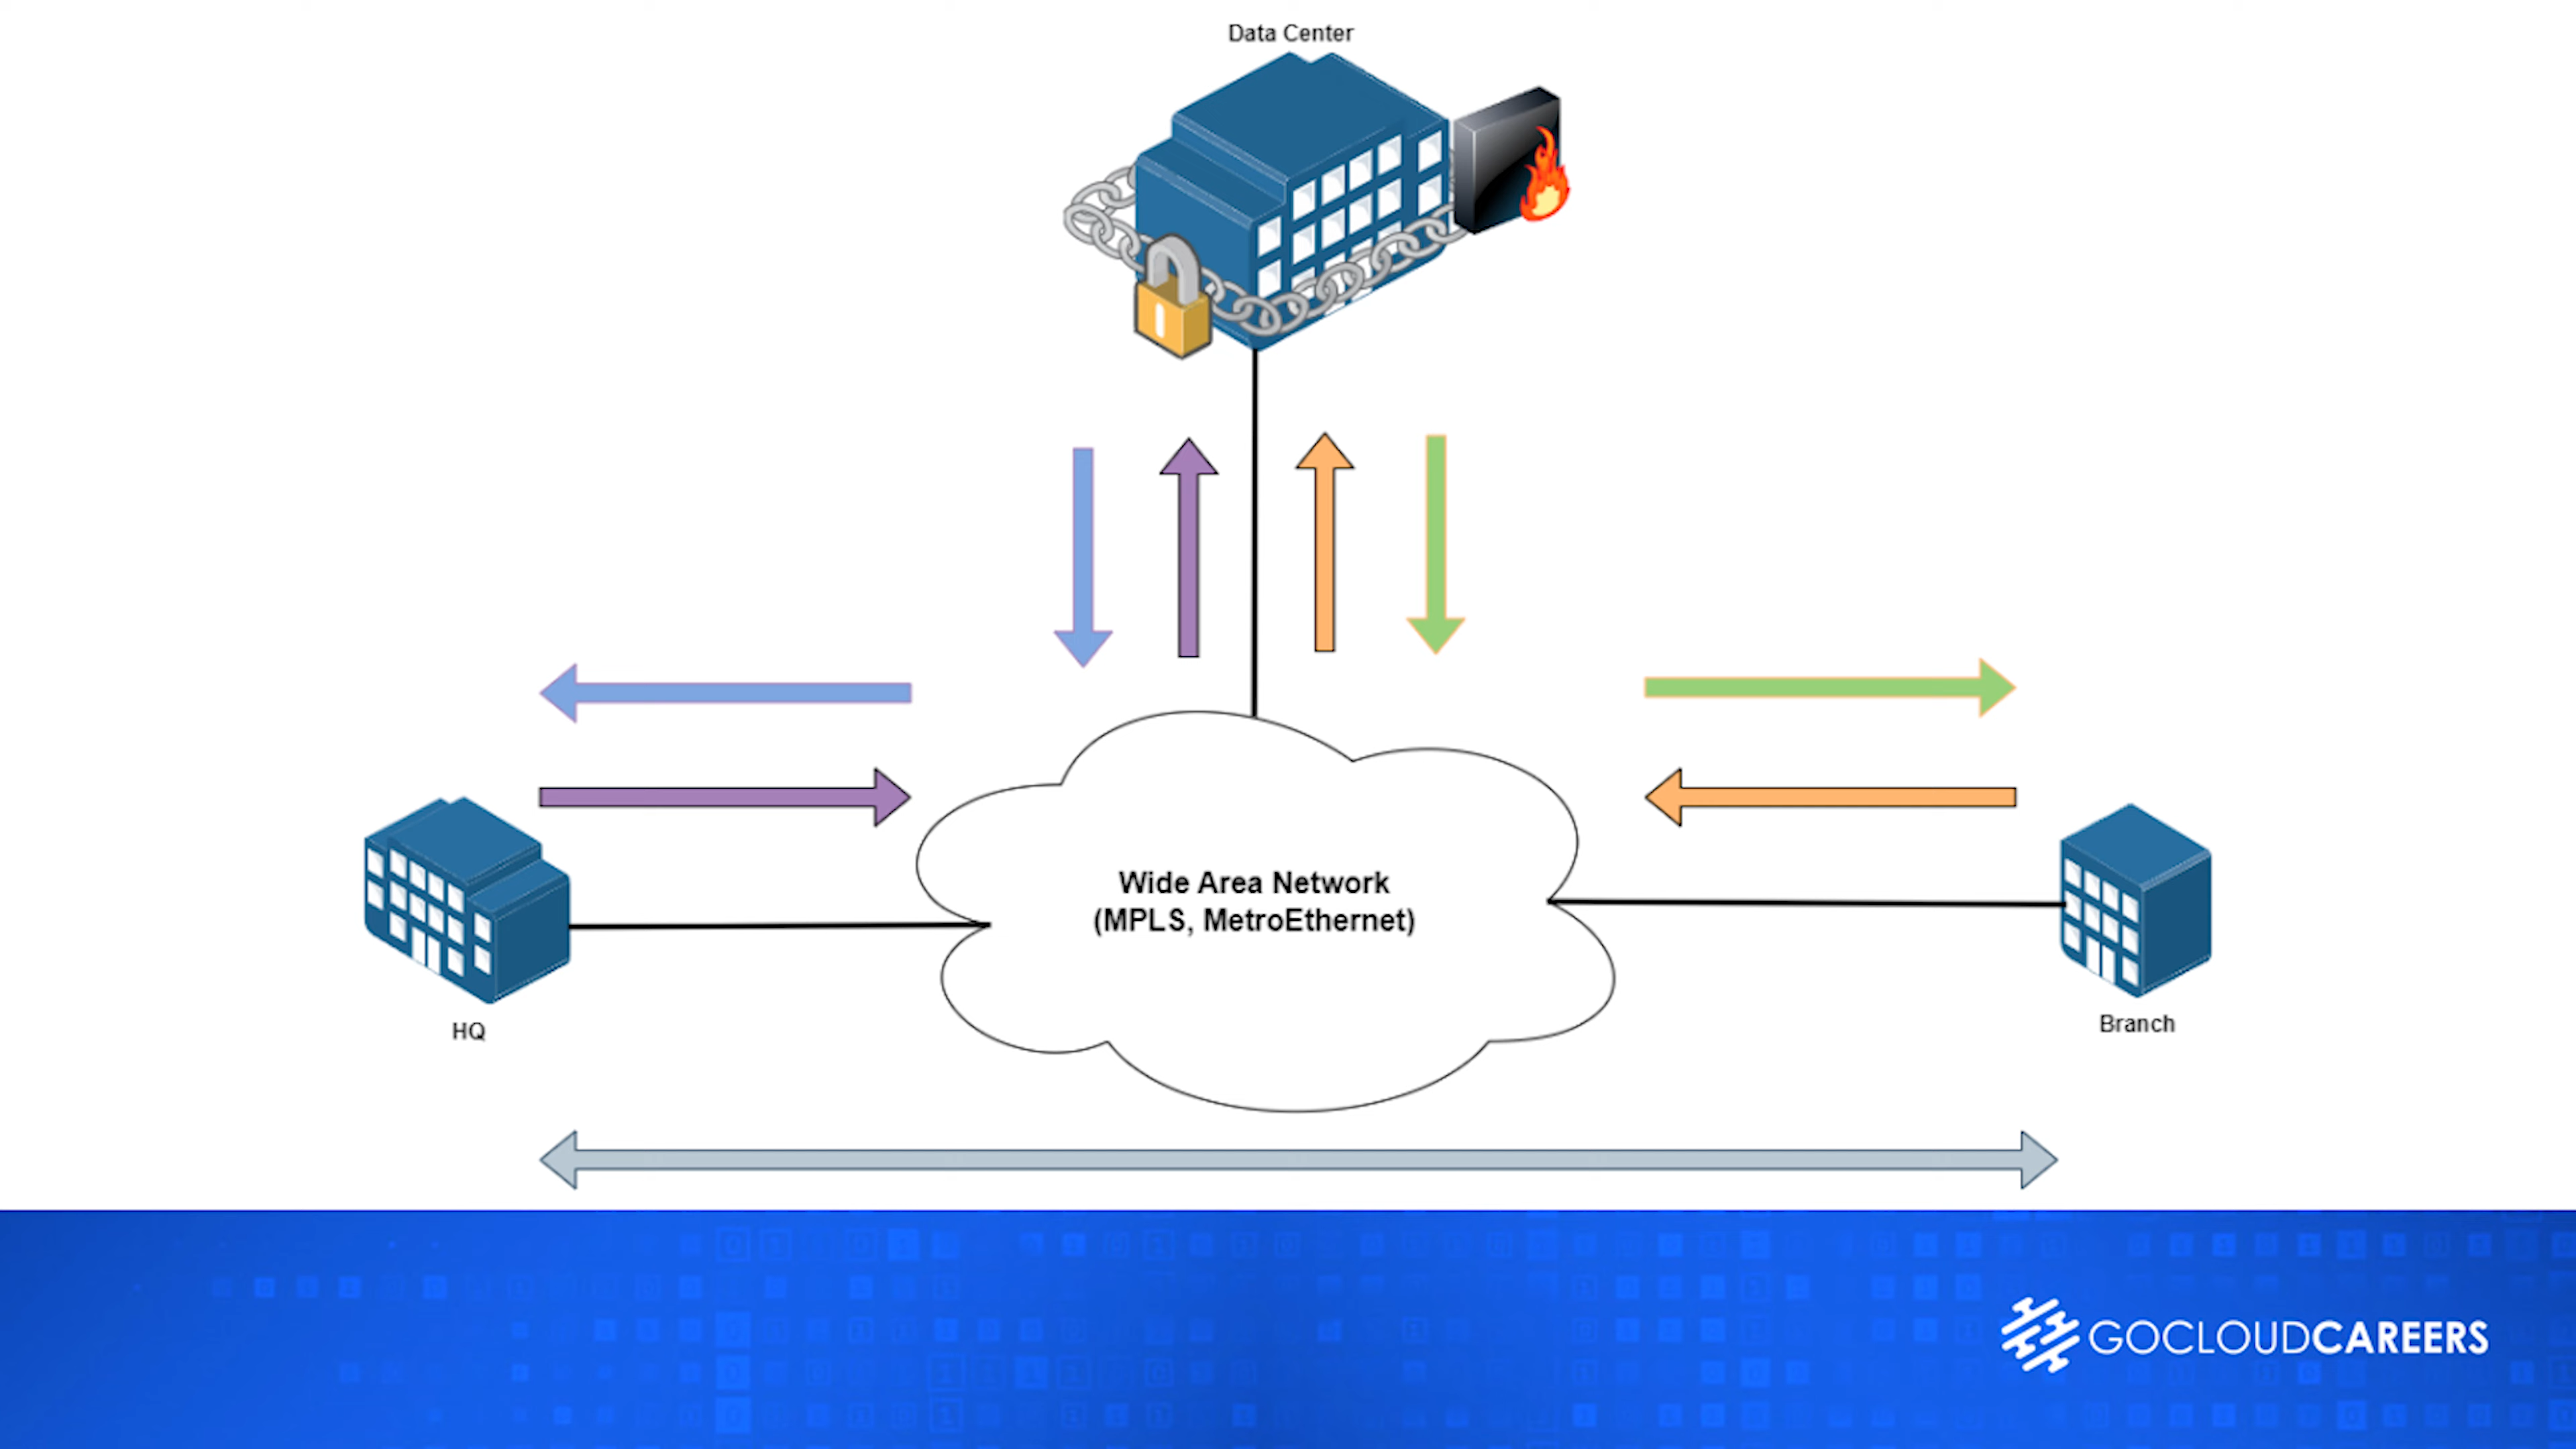 Data Center
Wide Area Network
(MPLS, MetroEthernet)
HQ
Branch
GOCLOUDCAREERS